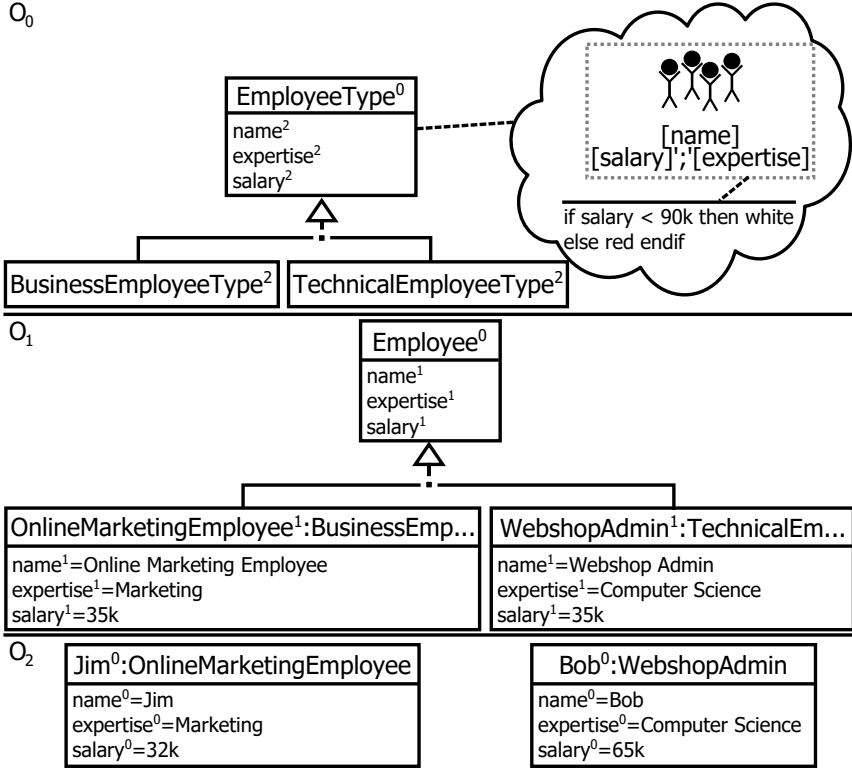 O0
EmployeeType0
name2
expertise2
salary2
[name]
[salary]';'[expertise]
if salary < 90k then white
else red endif
BusinessEmployeeType2
TechnicalEmployeeType2
O1
Employee0
name1
expertise1
salary1
OnlineMarketingEmployee1:BusinessEmp...
name1=Online Marketing Employee
expertise1=Marketing
salary1=35k
WebshopAdmin1:TechnicalEm...
name1=Webshop Admin
expertise1=Computer Science
salary1=35k
O2
Jim0:OnlineMarketingEmployee
name0=Jim
expertise0=Marketing
salary0=32k
Bob0:WebshopAdmin
name0=Bob
expertise0=Computer Science
salary0=65k